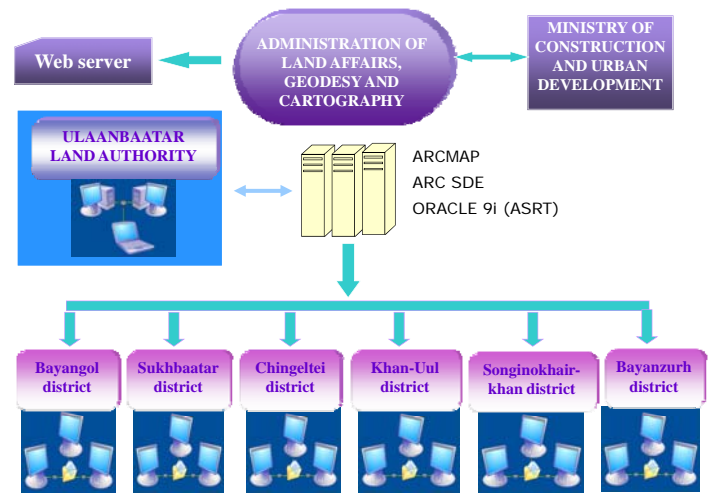 Web server
ADMINISTRATION OF
LAND AFFAIRS,
GEODESY AND
CARTOGRAPHY
MINISTRY OF
CONSTRUCTION
AND URBAN
DEVELOPMENT
ULAANBAATAR
LAND AUTHORITY
ARCMAP
ARC SDE
ORACLE 9i (ASRT)
Bayangol
district
Sukhbaatar
district
Chingeltei
district
Khan-Uul
district
Songinokhair-
khan district
Bayanzurh
district